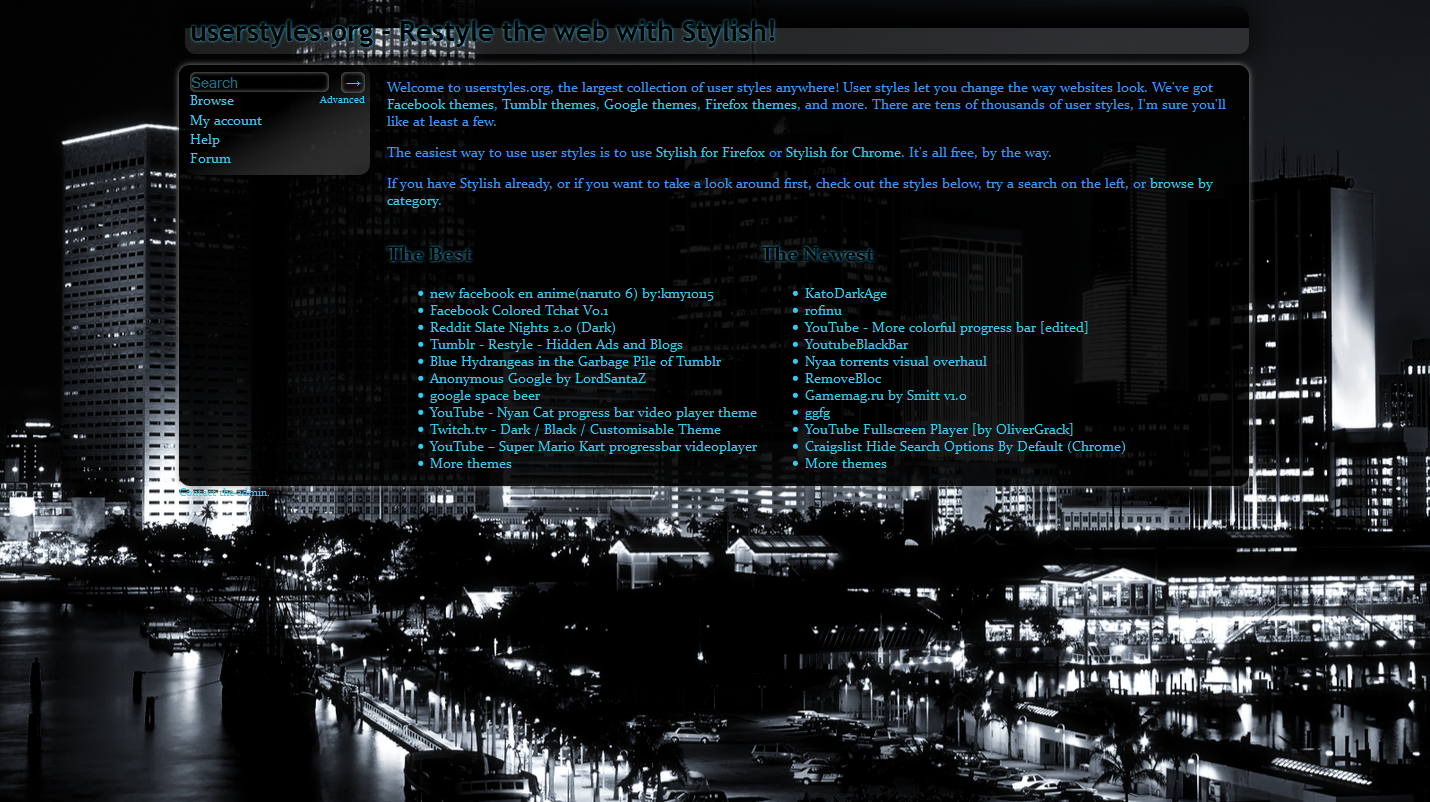 userstyles.org - Restyle the web with Stylish!
Search →
Browse Advanced
My account
Help
Forum
Welcome to userstyles.org, the largest collection of user styles anywhere! User styles let you change the way websites look. We've got
Facebook themes, Tumblr themes, Google themes, Firefox themes, and more. There are tens of thousands of user styles, I'm sure you'll
like at least a few.
The easiest way to use user styles is to use Stylish for Firefox or Stylish for Chrome. It's all free, by the way.
If you have Stylish already, or if you want to take a look around first, check out the styles below, try a search on the left, or browse by
category.
The Best
• new facebook en anime(naruto 6) by:kmy10115
• Facebook Colored Tchat V0.1
• Reddit Slate Nights 2.0 (Dark)
• Tumblr - Restyle - Hidden Ads and Blogs
• Blue Hydrangeas in the Garbage Pile of Tumblr
• Anonymous Google by LordSantaZ
• google space beer
• YouTube - Nyan Cat progress bar video player theme
• Twitch.tv - Dark / Black / Customisable Theme
• YouTube – Super Mario Kart progressbar videoplayer
• More themes
The Newest
• KatoDarkAge
• rofinu
• YouTube - More colorful progress bar [edited]
• YoutubeBlackBar
• Nyaa torrents visual overhaul
• RemoveBloc
• Gamemag.ru by Smitt v1.0
• ggfg
• YouTube Fullscreen Player [by OliverGrack]
• Craigslist Hide Search Options By Default (Chrome)
• More themes
Contact the admin.